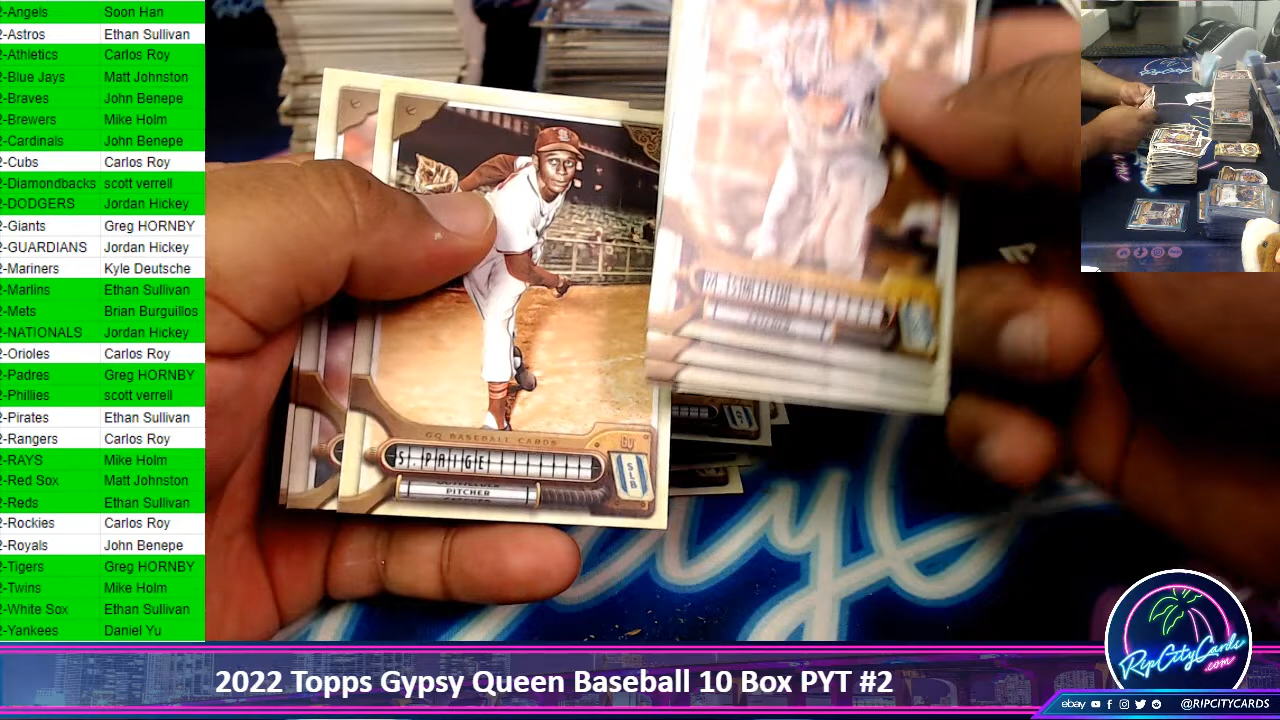 2-Angels Soon Han
2-Astros Ethan Sullivan
2-Athletics Carlos Roy
2-Blue Jays Matt Johnston
2-Braves John Benepe
2-Brewers Mike Holm
2-Cardinals John Benepe
2-Cubs Carlos Roy
2-Diamondbacks scott verrell
2-DODGERS Jordan Hickey
2-Giants Greg HORNBY
2-GUARDIANS Jordan Hickey
2-Mariners Kyle Deutsche
2-Marlins Ethan Sullivan
2-Mets Brian Burguillos
2-NATIONALS Jordan Hickey
2-Orioles Carlos Roy
2-Padres Greg HORNBY
2-Phillies scott verrell
2-Pirates Ethan Sullivan
2-Rangers Carlos Roy
2-RAYS Mike Holm
2-Red Sox Matt Johnston
2-Reds Ethan Sullivan
2-Rockies Carlos Roy
2-Royals John Benepe
2-Tigers Greg HORNBY
2-Twins Mike Holm
2-White Sox Ethan Sullivan
2-Yankees Daniel Yu
GQ BASEBALL CARDS
GQ
S. PAIGE
SLB
PITCHER
2022 Topps Gypsy Queen Baseball 10 Box PYT #2
RipCityCards
.com
ebay @RIPCITYCARDS